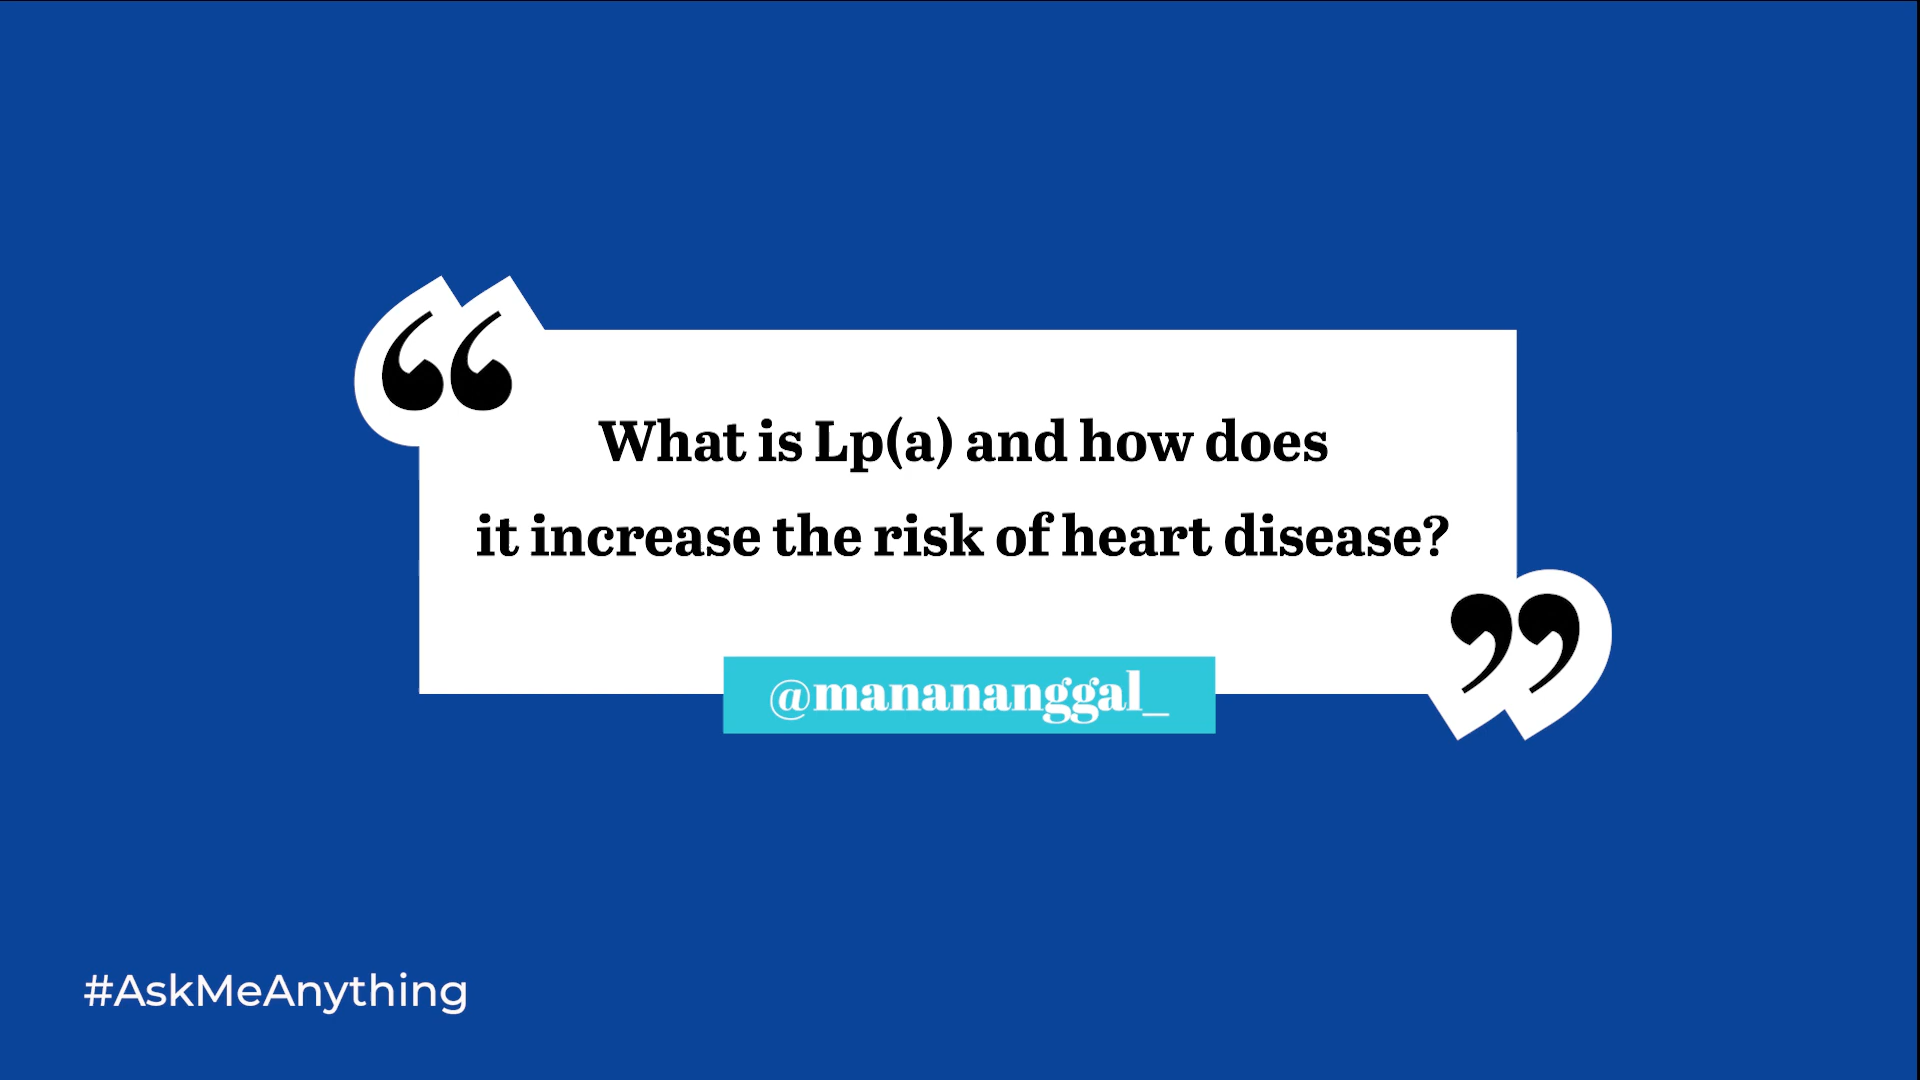 “
What is Lp(a) and how does
it increase the risk of heart disease?
”
@manananggal_
#AskMeAnything